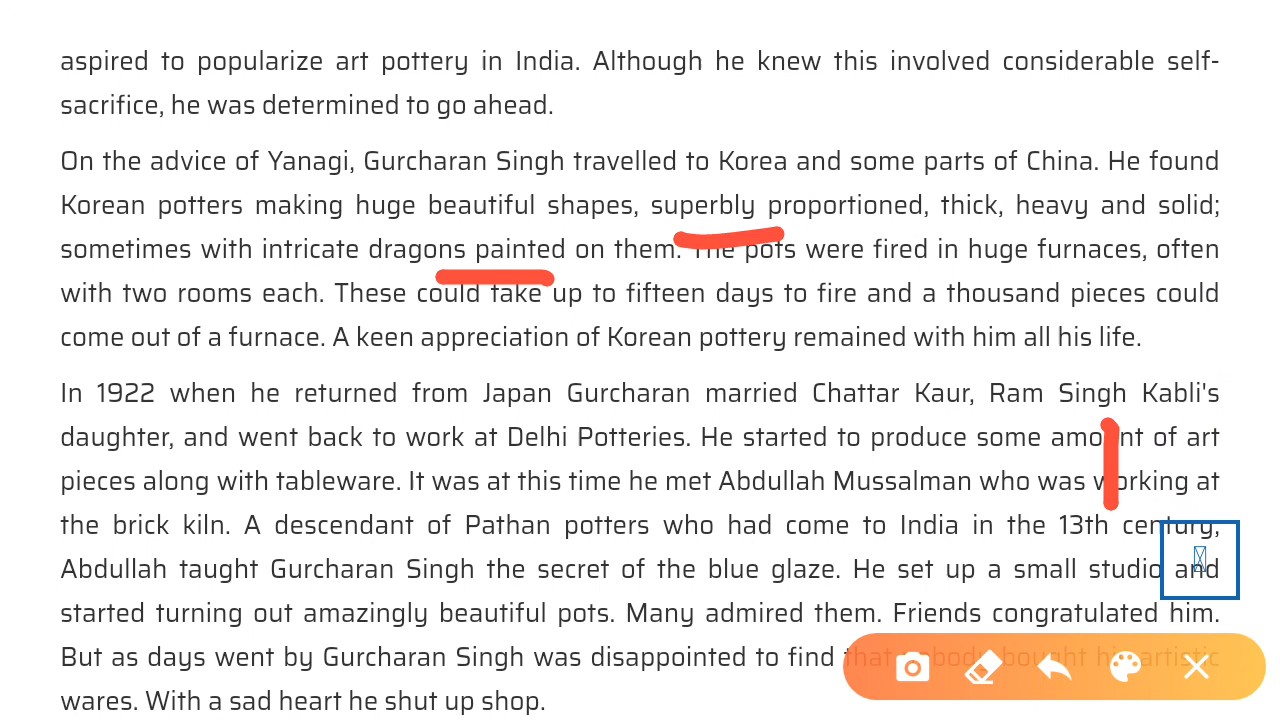 aspired to popularize art pottery in India. Although he knew this involved considerable self-
sacrifice, he was determined to go ahead.
On the advice of Yanagi, Gurcharan Singh travelled to Korea and some parts of China. He found
Korean potters making huge beautiful shapes, superbly proportioned, thick, heavy and solid;
sometimes with intricate dragons painted on them. The pots were fired in huge furnaces, often
with two rooms each. These could take up to fifteen days to fire and a thousand pieces could
come out of a furnace. A keen appreciation of Korean pottery remained with him all his life.
In 1922 when he returned from Japan Gurcharan married Chattar Kaur, Ram Singh Kabli's
daughter, and went back to work at Delhi Potteries. He started to produce some amount of art
pieces along with tableware. It was at this time he met Abdullah Mussalman who was working at
the brick kiln. A descendant of Pathan potters who had come to India in the 13th century,
Abdullah taught Gurcharan Singh the secret of the blue glaze. He set up a small studio and
started turning out amazingly beautiful pots. Many admired them. Friends congratulated him.
But as days went by Gurcharan Singh was disappointed to find that nobody bought his artistic
wares. With a sad heart he shut up shop.